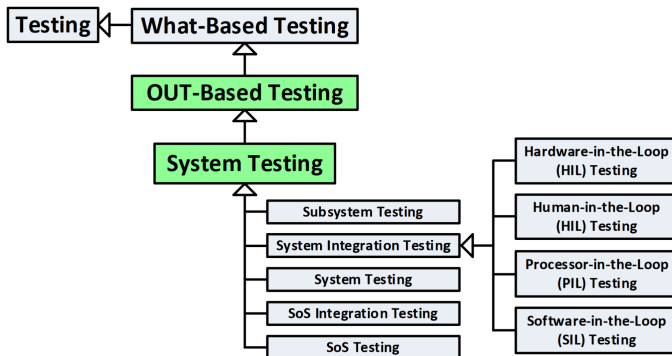 Testing
What-Based Testing
OUT-Based Testing
System Testing
Subsystem Testing
System Integration Testing
System Testing
SoS Integration Testing
SoS Testing
Hardware-in-the-Loop
(HIL) Testing
Human-in-the-Loop
(HIL) Testing
Processor-in-the-Loop
(PIL) Testing
Software-in-the-Loop
(SIL) Testing